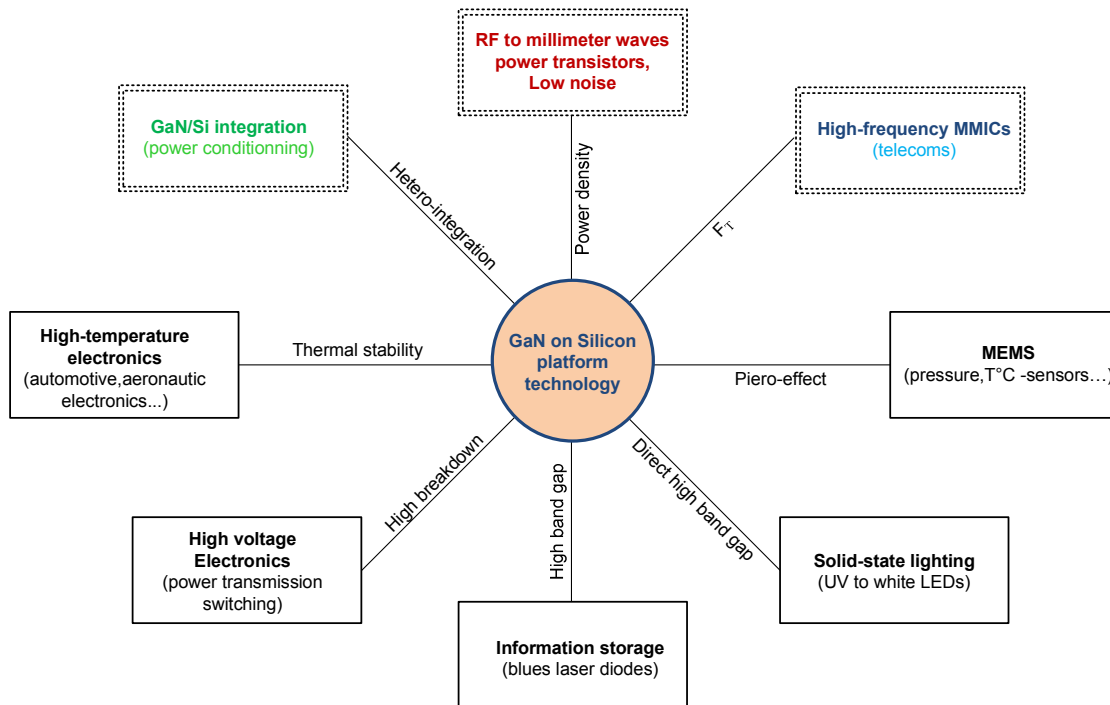 RF to millimeter waves
power transistors,
Low noise
GaN/Si integration
(power conditionning)
High-frequency MMICs
(telecoms)
Hetero-integration
Power density
F_T
High-temperature
electronics
(automotive,aeronautic
electronics...)
Thermal stability
GaN on Silicon
platform
technology
Piero-effect
MEMS
(pressure,T°C -sensors…)
High breakdown
High band gap
Direct high band gap
High voltage
Electronics
(power transmission
switching)
Solid-state lighting
(UV to white LEDs)
Information storage
(blues laser diodes)